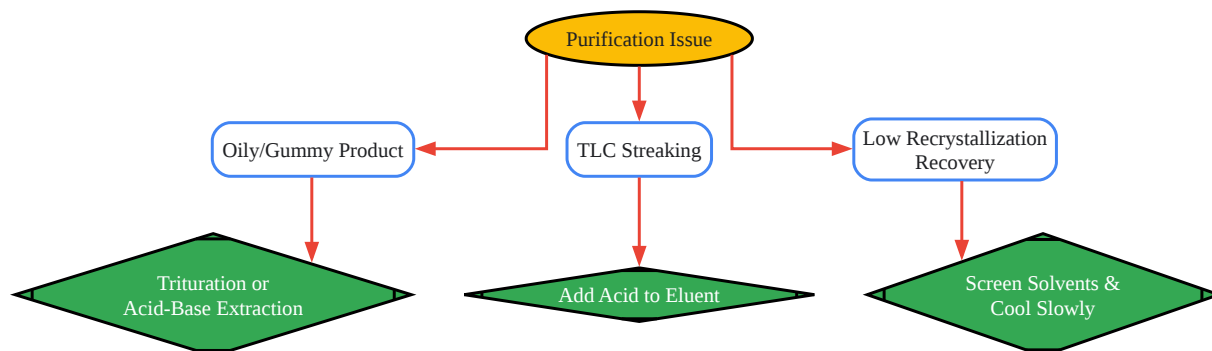 Purification Issue
Oily/Gummy Product
TLC Streaking
Low Recrystallization
Recovery
Trituration or
Acid-Base Extraction
Add Acid to Eluent
Screen Solvents &
Cool Slowly